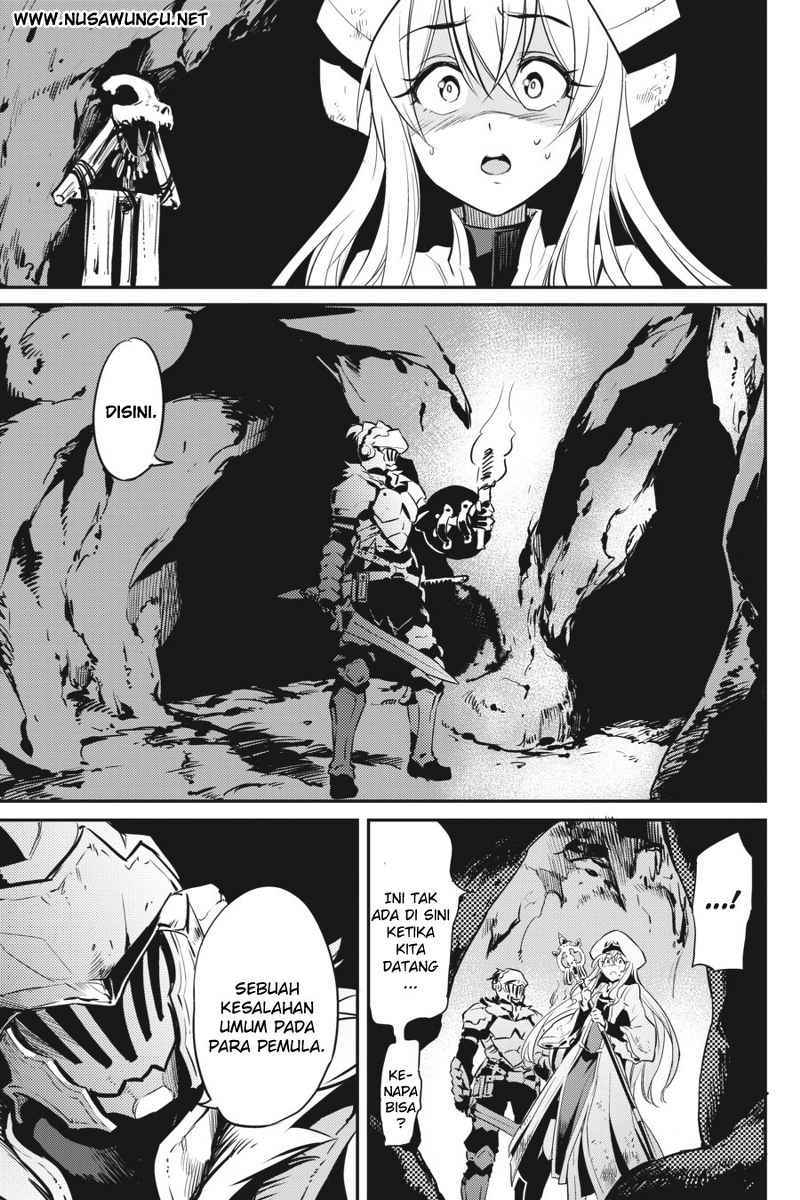 WWW.NUSAWUNGU.NET
DISINI.
...!
INI TAK
ADA DI SINI
KETIKA
KITA
DATANG
...
KE-
NAPA
BISA
?
SEBUAH
KESALAHAN
UMUM PADA
PARA PEMULA.